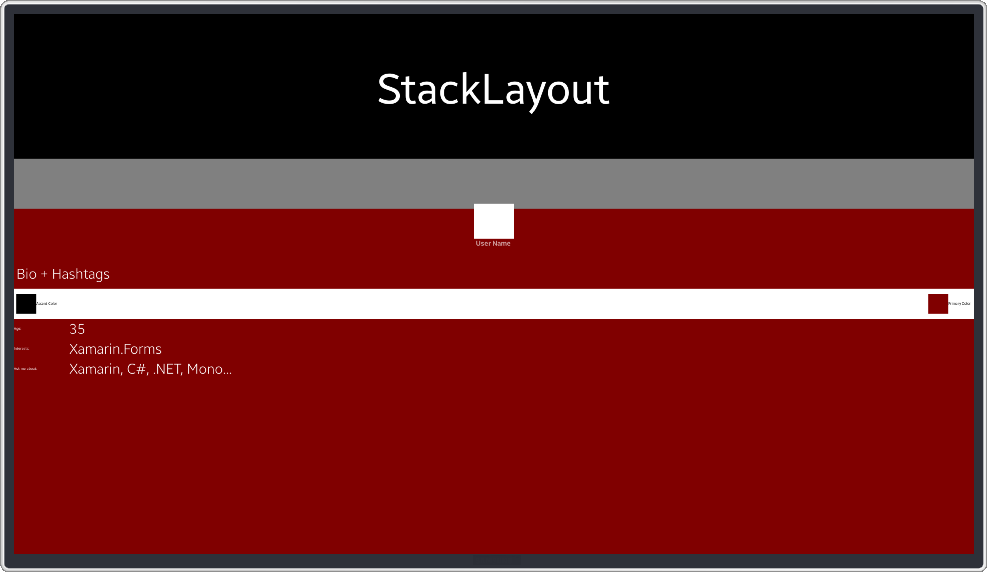 StackLayout
User Name
Bio + Hashtags
Accent Color
Primary Color
Age:
35
Interests:
Xamarin.Forms
Ask me about:
Xamarin, C#, .NET, Mono...